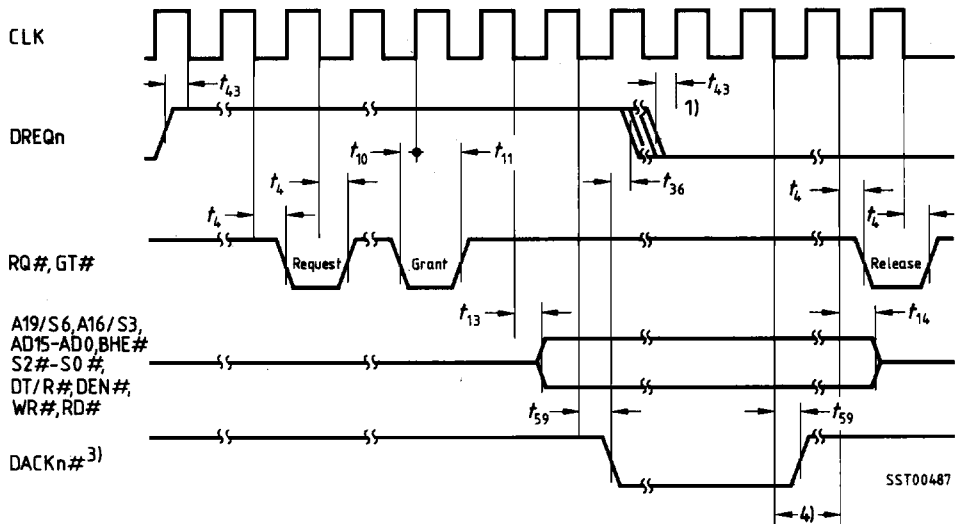 CLK
t43
t43
1)
DREQn
t10
t11
t4
t36
t4
t4
t4
RQ#, GT#
Request
Grant
Release
t13
t14
A19/S6, A16/S3,
AD15-AD0, BHE#
S2#-S0#,
DT/R#, DEN#,
WR#, RD#
t59
t59
DACKn# 3)
SST00487
4)